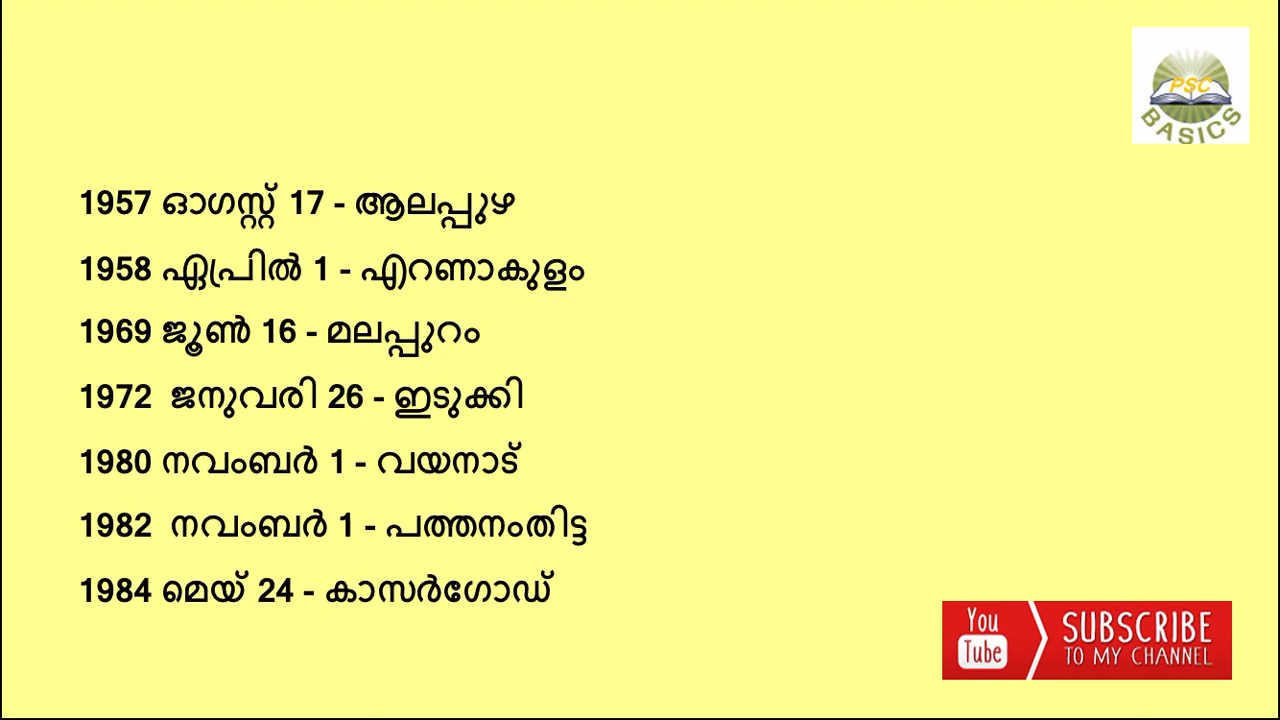 PSC
BASICS
1957 ഓഗസ്റ്റ് 17 - ആലപ്പുഴ
1958 ഏപ്രിൽ 1 - എറണാകുളം
1969 ജൂൺ 16 - മലപ്പുറം
1972 ജനുവരി 26 - ഇടുക്കി
1980 നവംബർ 1 - വയനാട്
1982 നവംബർ 1 - പത്തനംതിട്ട
1984 മെയ് 24 - കാസർഗോഡ്
You
Tube
SUBSCRIBE
TO MY CHANNEL